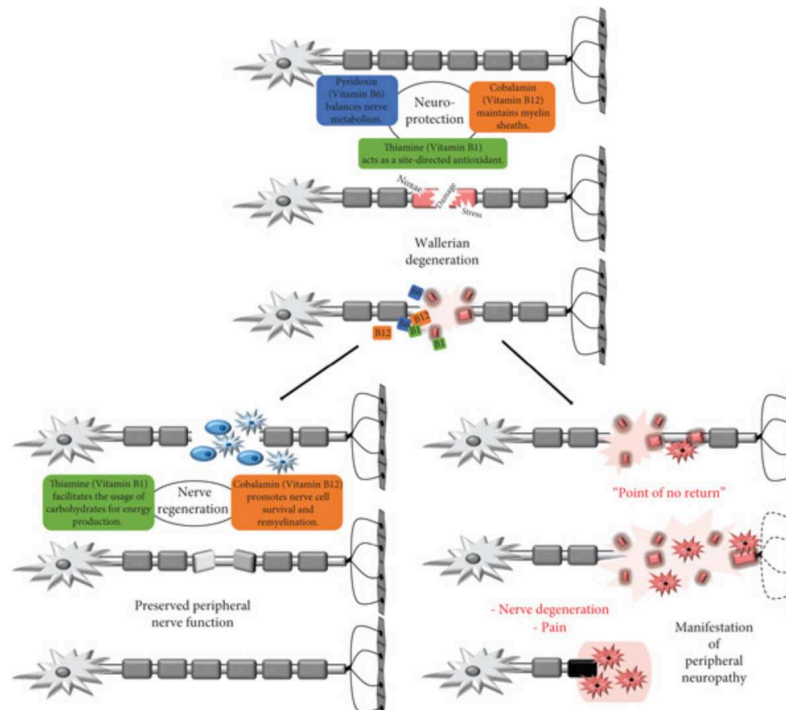 Pyridoxin
(Vitamin B6)
balances nerve
metabolism.
Neuro-
protection
Cobalamin
(Vitamin B12)
maintains myelin
sheaths.
Thiamine (Vitamin B1)
acts as a site-directed antioxidant.
Noxae
Damage
Stress
Wallerian
degeneration
B6
B12
B6
B1
B12
B1
Thiamine (Vitamin B1)
facilitates the usage of
carbohydrates for energy
production.
Nerve
regeneration
Cobalamin (Vitamin B12)
promotes nerve cell
survival and
remyelination.
Preserved peripheral
nerve function
"Point of no return"
- Nerve degeneration
- Pain
Manifestation
of
peripheral
neuropathy